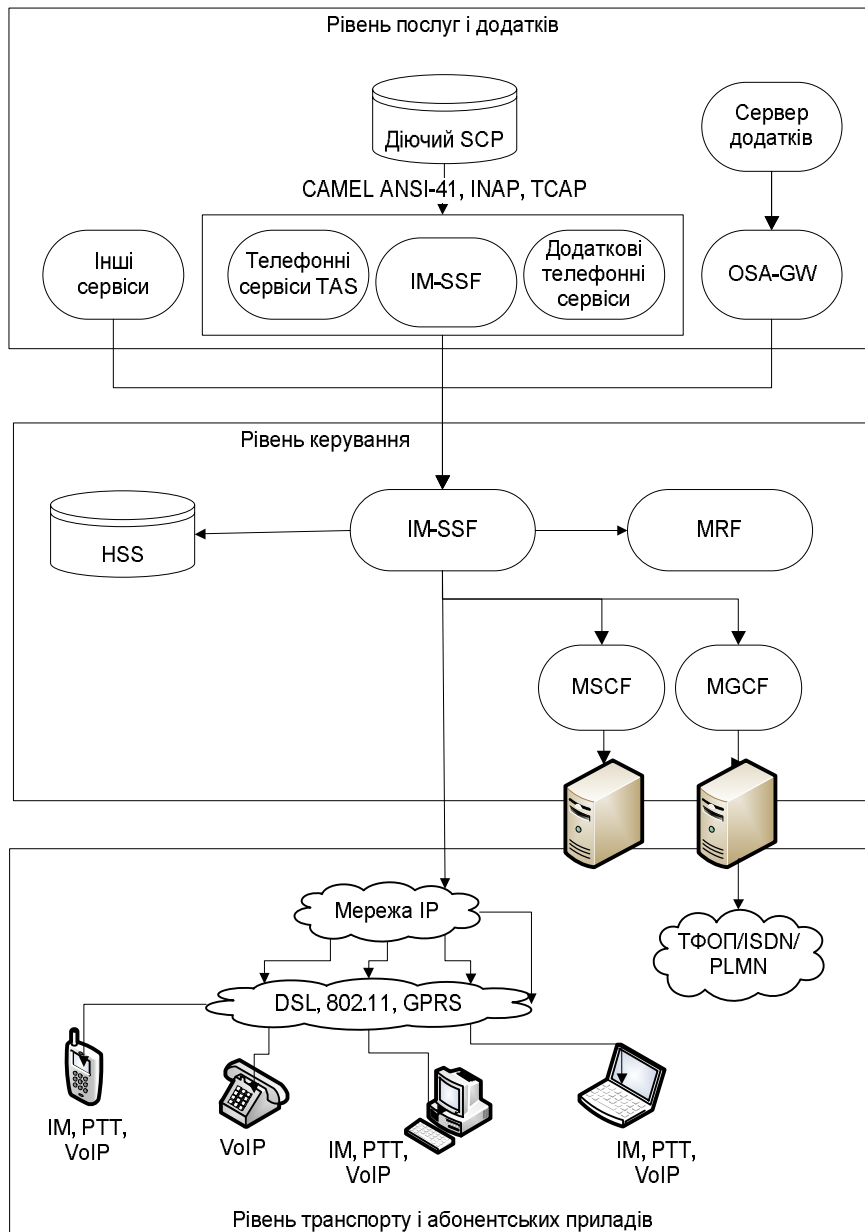 Рівень послуг і додатків
Діючий SCP
Сервер
додатків
CAMEL ANSI-41, INAP, TCAP
Інші
сервіси
Телефонні
сервіси TAS
IM-SSF
Додаткові
телефонні
сервіси
OSA-GW
Рівень керування
HSS
IM-SSF
MRF
MSCF
MGCF
Мережа IP
ТФОП/ISDN/
PLMN
DSL, 802.11, GPRS
IM, PTT,
VoIP
VoIP
IM, PTT,
VoIP
IM, PTT,
VoIP
Рівень транспорту і абонентських приладів